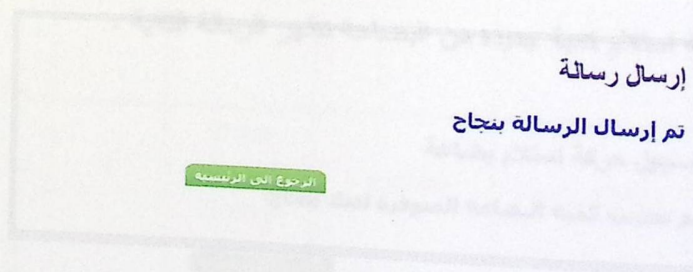 إرسال رسالة
تم إرسال الرسالة بنجاح
الرجوع الى الرئيسية